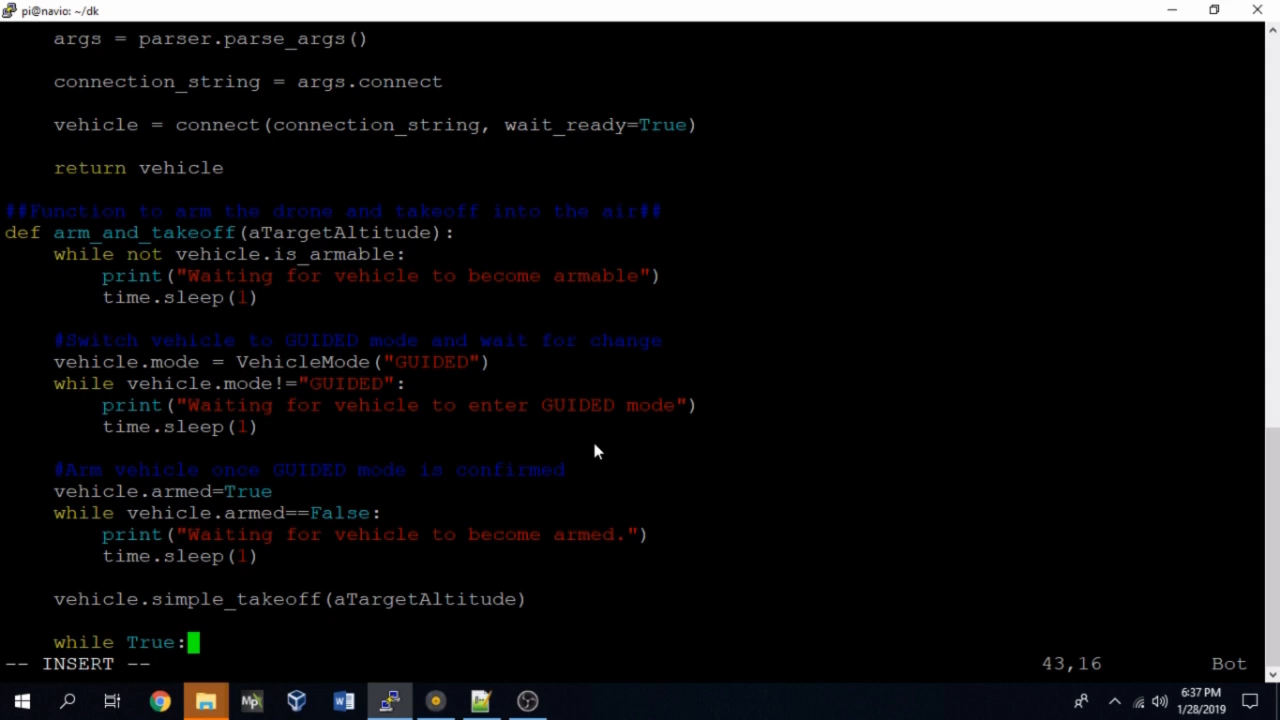 pi@navio: ~/dk
    args = parser.parse_args()
    connection_string = args.connect
    vehicle = connect(connection_string, wait_ready=True)
    return vehicle
##Function to arm the drone and takeoff into the air##
def arm_and_takeoff(aTargetAltitude):
    while not vehicle.is_armable:
        print("Waiting for vehicle to become armable")
        time.sleep(1)
    #Switch vehicle to GUIDED mode and wait for change
    vehicle.mode = VehicleMode("GUIDED")
    while vehicle.mode!="GUIDED":
        print("Waiting for vehicle to enter GUIDED mode")
        time.sleep(1)
    #Arm vehicle once GUIDED mode is confirmed
    vehicle.armed=True
    while vehicle.armed==False:
        print("Waiting for vehicle to become armed.")
        time.sleep(1)
    vehicle.simple_takeoff(aTargetAltitude)
    while True:
-- INSERT -- 43,16 Bot
Mp
W
6:37 PM
1/28/2019